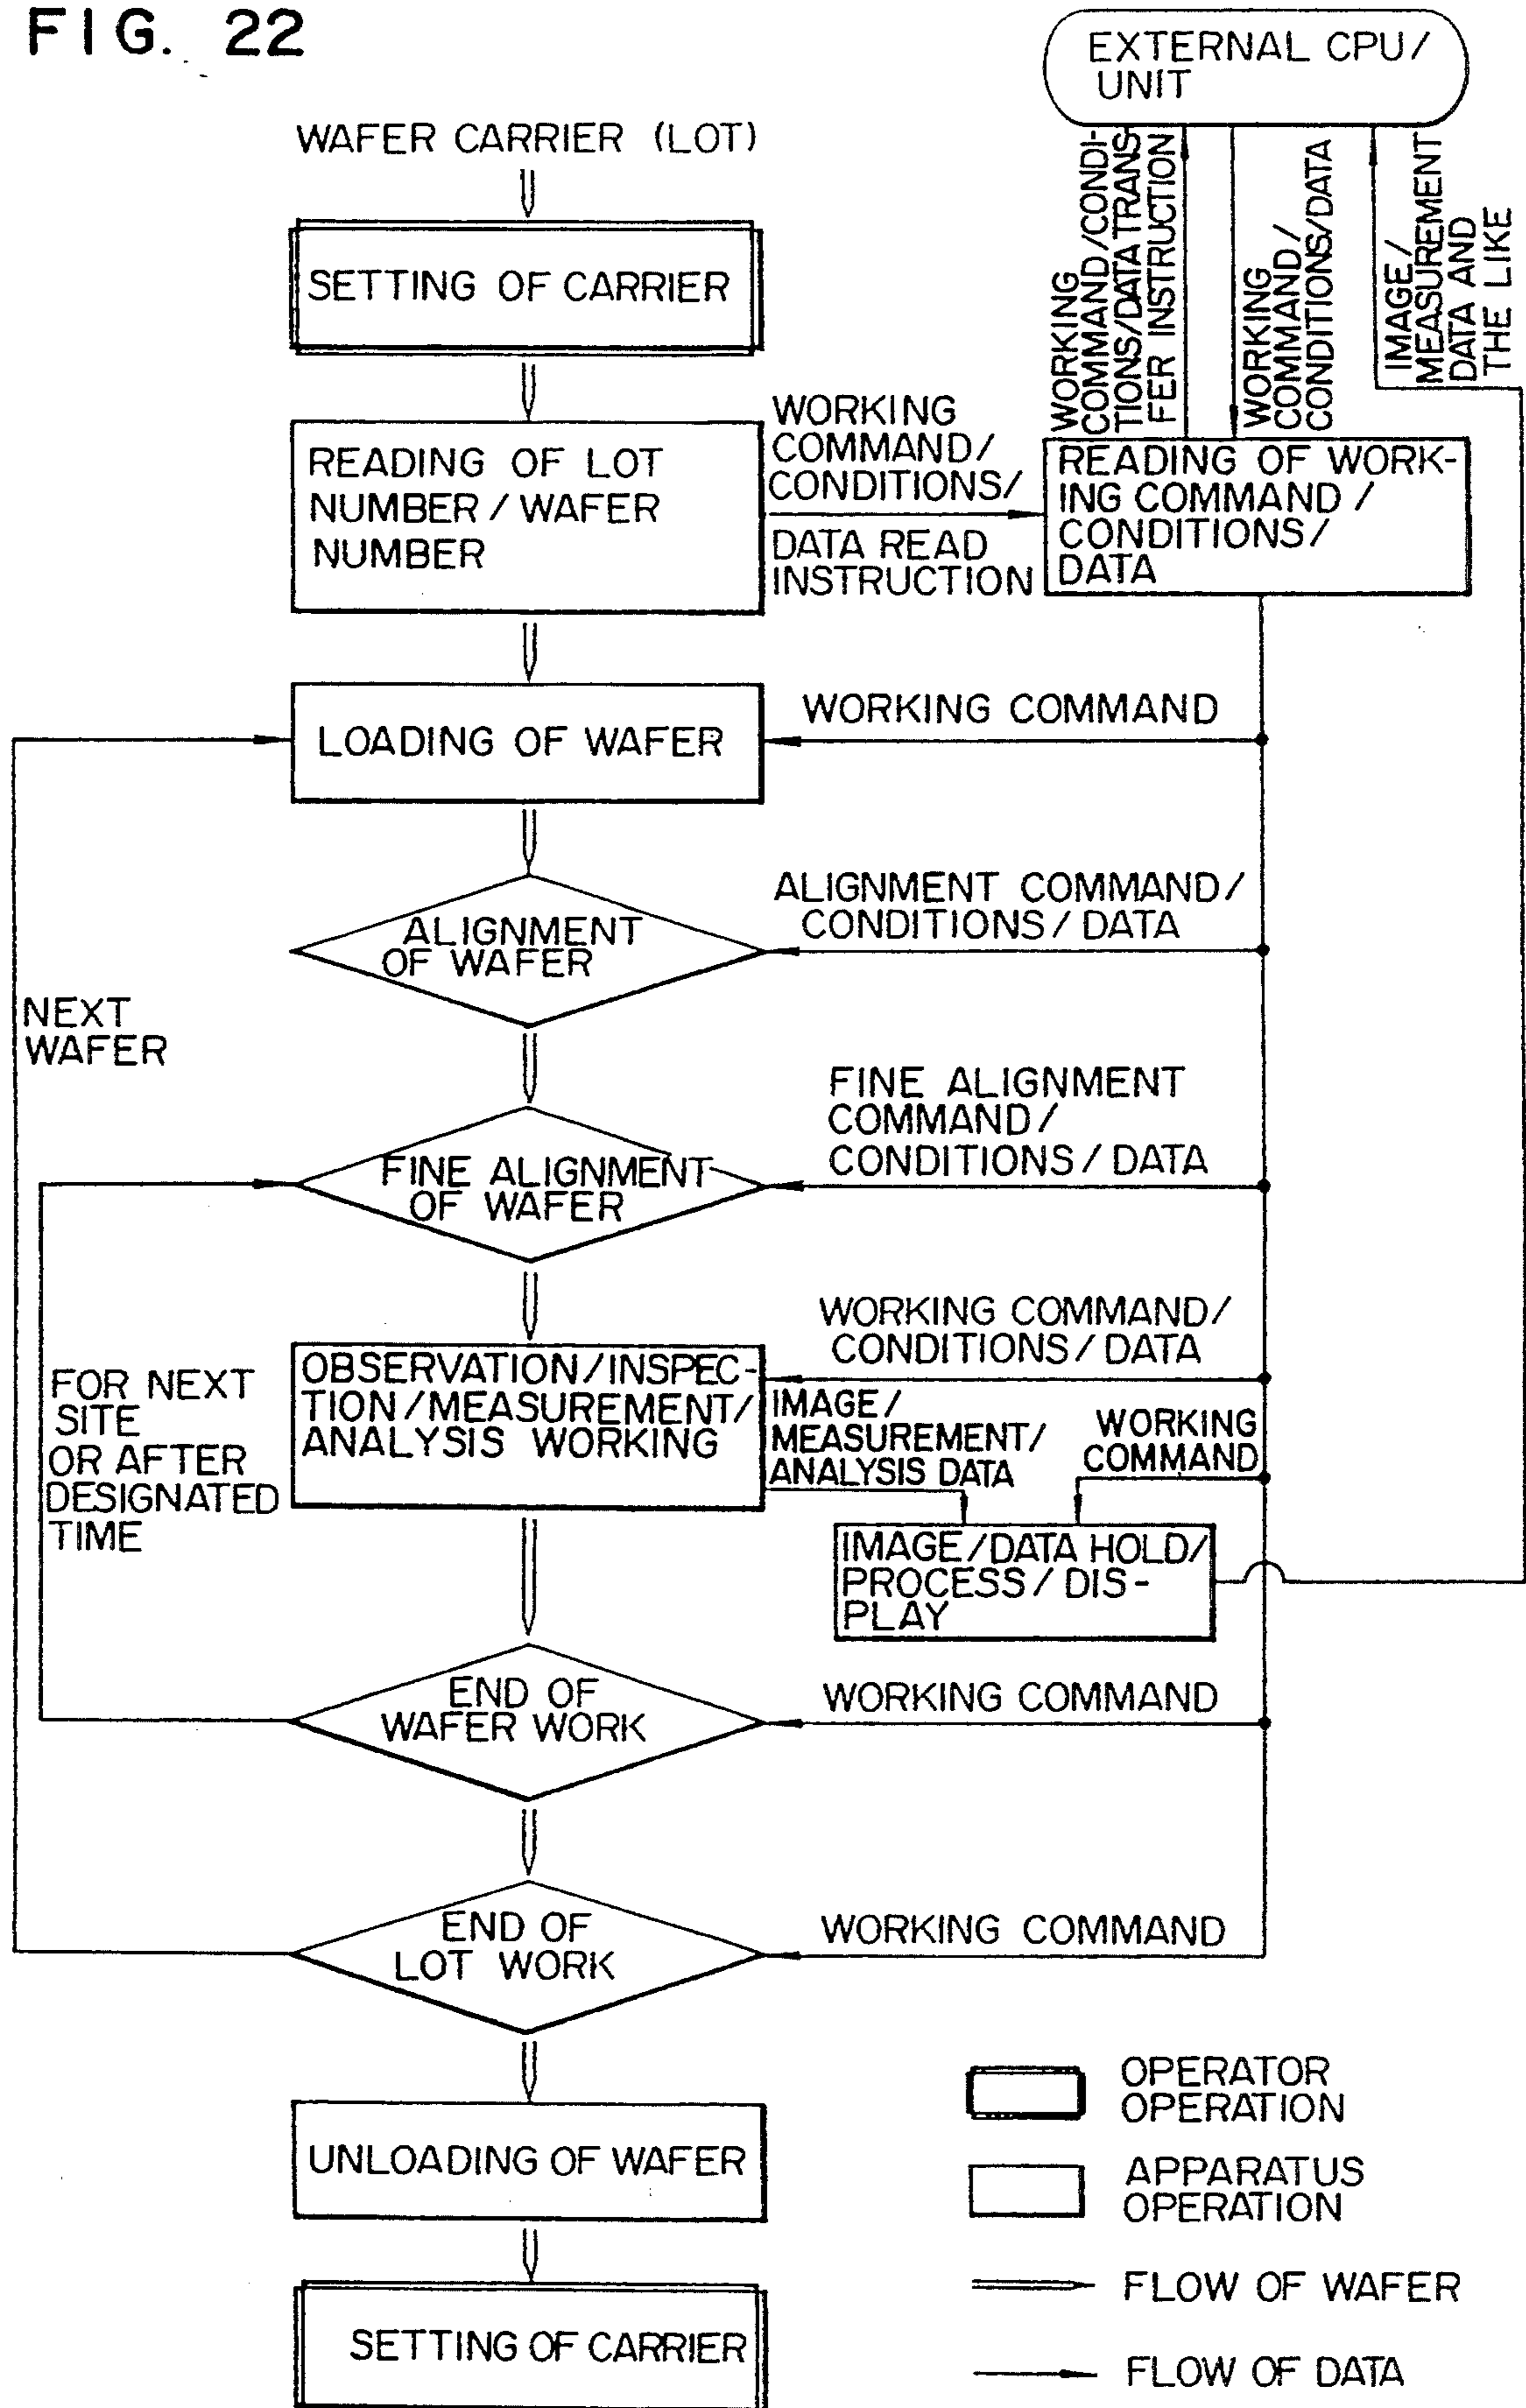 FIG. 22
EXTERNAL CPU/
UNIT
WAFER CARRIER (LOT)
WORKING
COMMAND/CONDI-
TIONS/DATA TRANS
FER INSTRUCTION
WORKING
COMMAND/
CONDITIONS/DATA
IMAGE/
MEASUREMENT
DATA AND
THE LIKE
SETTING OF CARRIER
READING OF LOT
NUMBER/WAFER
NUMBER
WORKING
COMMAND/
CONDITIONS/
DATA READ
INSTRUCTION
READING OF WORK-
ING COMMAND/
CONDITIONS/
DATA
LOADING OF WAFER
WORKING COMMAND
ALIGNMENT
OF WAFER
ALIGNMENT COMMAND/
CONDITIONS/DATA
NEXT
WAFER
FINE ALIGNMENT
OF WAFER
FINE ALIGNMENT
COMMAND/
CONDITIONS/DATA
FOR NEXT
SITE
OR AFTER
DESIGNATED
TIME
OBSERVATION/INSPEC-
TION/MEASUREMENT/
ANALYSIS WORKING
WORKING COMMAND/
CONDITIONS/DATA
IMAGE/
MEASUREMENT/
ANALYSIS DATA
WORKING
COMMAND
IMAGE/DATA HOLD/
PROCESS/DIS-
PLAY
END OF
WAFER WORK
WORKING COMMAND
END OF
LOT WORK
WORKING COMMAND
UNLOADING OF WAFER
SETTING OF CARRIER
OPERATOR
OPERATION
APPARATUS
OPERATION
FLOW OF WAFER
FLOW OF DATA